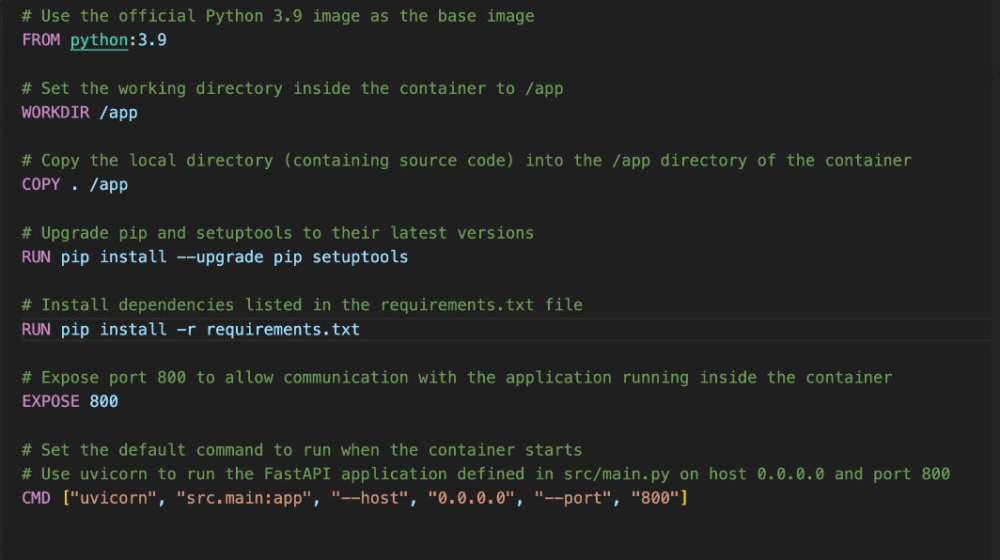 # Use the official Python 3.9 image as the base image
FROM python:3.9
# Set the working directory inside the container to /app
WORKDIR /app
# Copy the local directory (containing source code) into the /app directory of the container
COPY . /app
# Upgrade pip and setuptools to their latest versions
RUN pip install --upgrade pip setuptools
# Install dependencies listed in the requirements.txt file
RUN pip install -r requirements.txt
# Expose port 800 to allow communication with the application running inside the container
EXPOSE 800
# Set the default command to run when the container starts
# Use uvicorn to run the FastAPI application defined in src/main.py on host 0.0.0.0 and port 800
CMD ["uvicorn", "src.main:app", "--host", "0.0.0.0", "--port", "800"]